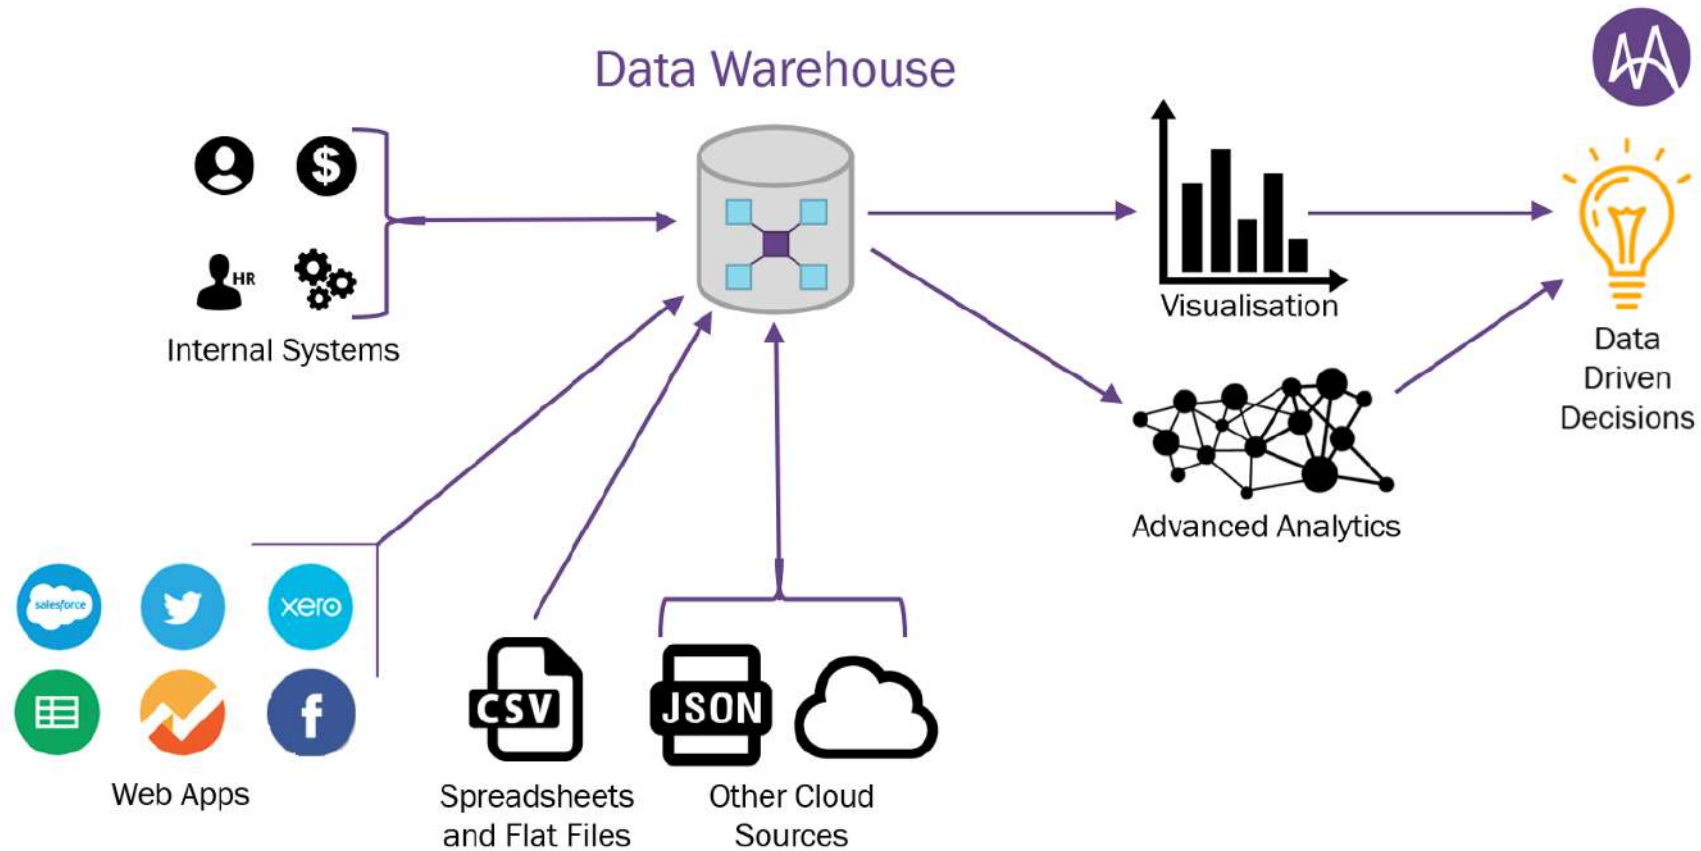 Data Warehouse
$
HR
Internal Systems
Visualisation
Data
Driven
Decisions
Advanced Analytics
salesforce
xero
f
Web Apps
CSV
Spreadsheets
and Flat Files
JSON
Other Cloud
Sources